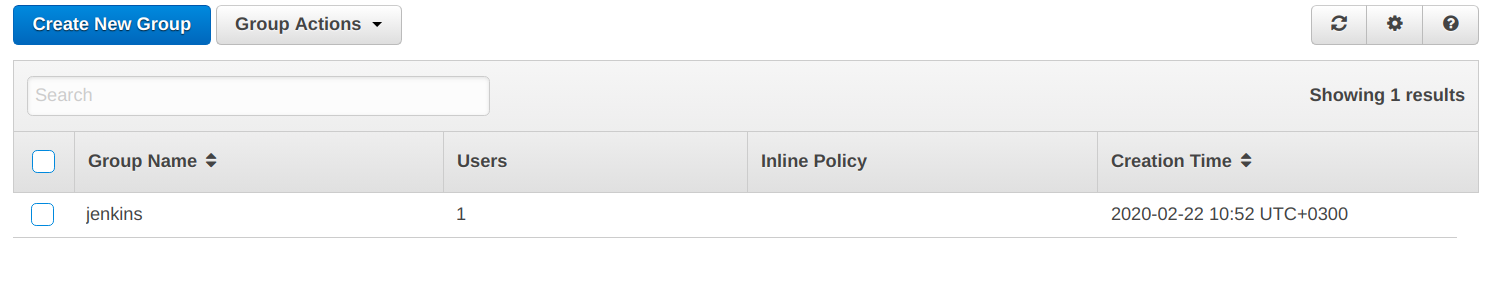 Create New Group Group Actions
Search Showing 1 results
Group Name Users Inline Policy Creation Time
jenkins 1 2020-02-22 10:52 UTC+0300